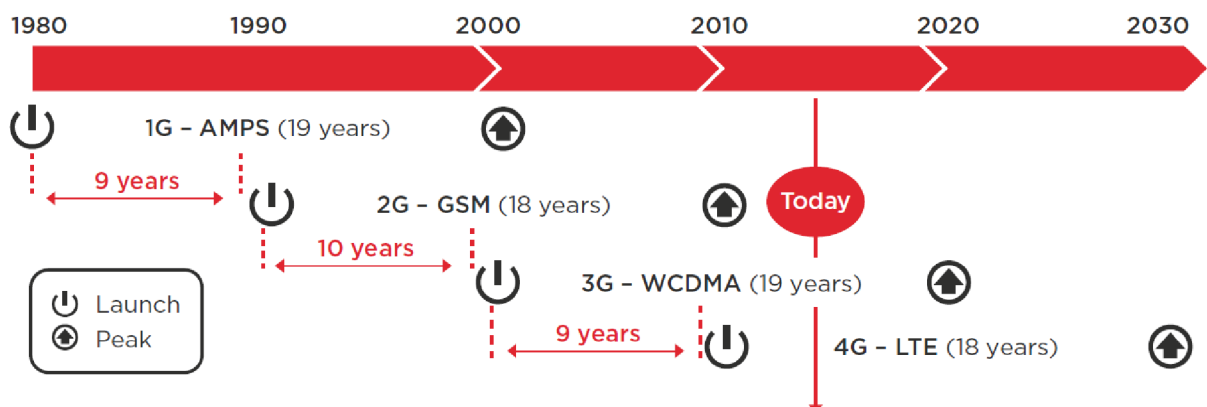 1980 1990 2000 2010 2020 2030
1G – AMPS (19 years)
9 years
2G – GSM (18 years)
Today
10 years
3G – WCDMA (19 years)
Launch
Peak
9 years
4G – LTE (18 years)